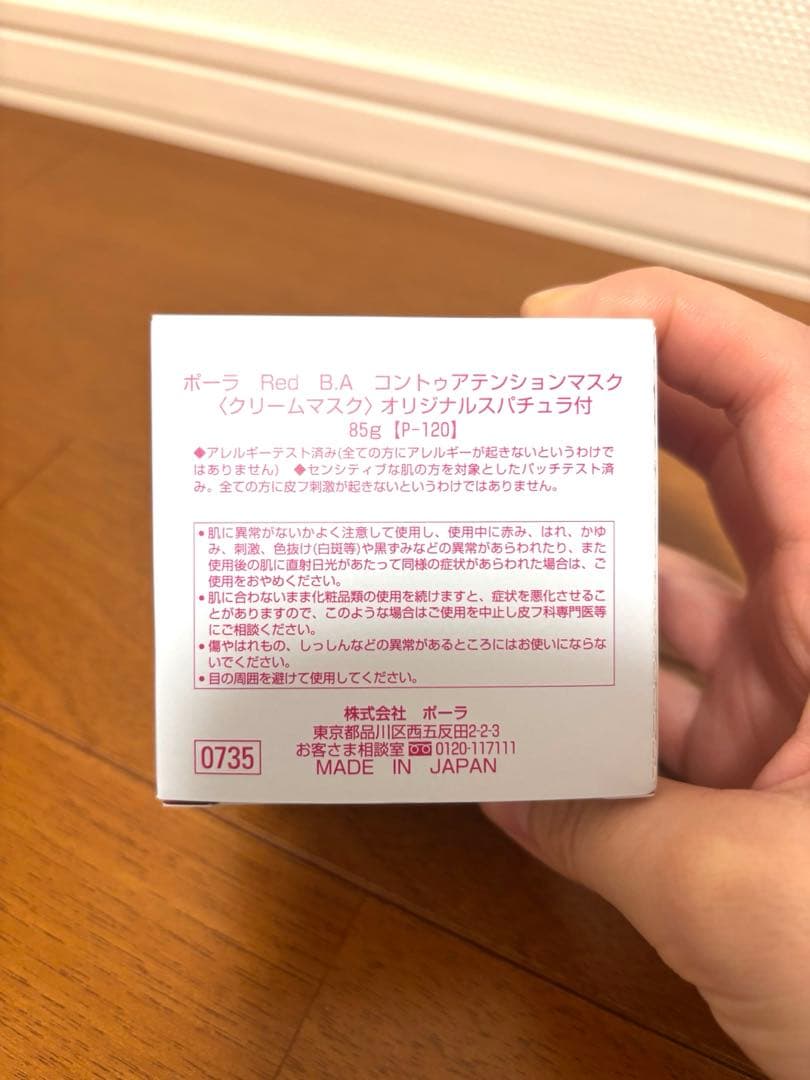 ポーラ　Red　B.A　コントゥアテンションマスク
〈クリームマスク〉オリジナルスパチュラ付
85g【P-120】
◆アレルギーテスト済み(全ての方にアレルギーが起きないというわけで
はありません)　◆センシティブな肌の方を対象としたパッチテスト済
み。全ての方に皮フ刺激が起きないというわけではありません。
●肌に異常がないかよく注意して使用し、使用中に赤み、はれ、かゆ
み、刺激、色抜け(白斑等)や黒ずみなどの異常があらわれたり、また
使用後の肌に直射日光があたって同様の症状があらわれた場合は、ご
使用をおやめください。
●肌に合わないまま化粧品類の使用を続けますと、症状を悪化させるこ
とがありますので、このような場合はご使用を中止し皮フ科専門医等
にご相談ください。
●傷やはれもの、しっしんなどの異常があるところにはお使いにならな
いでください。
●目の周囲を避けて使用してください。
株式会社　ポーラ
東京都品川区西五反田2-2-3
お客さま相談室 0120-117111
MADE IN JAPAN
0735